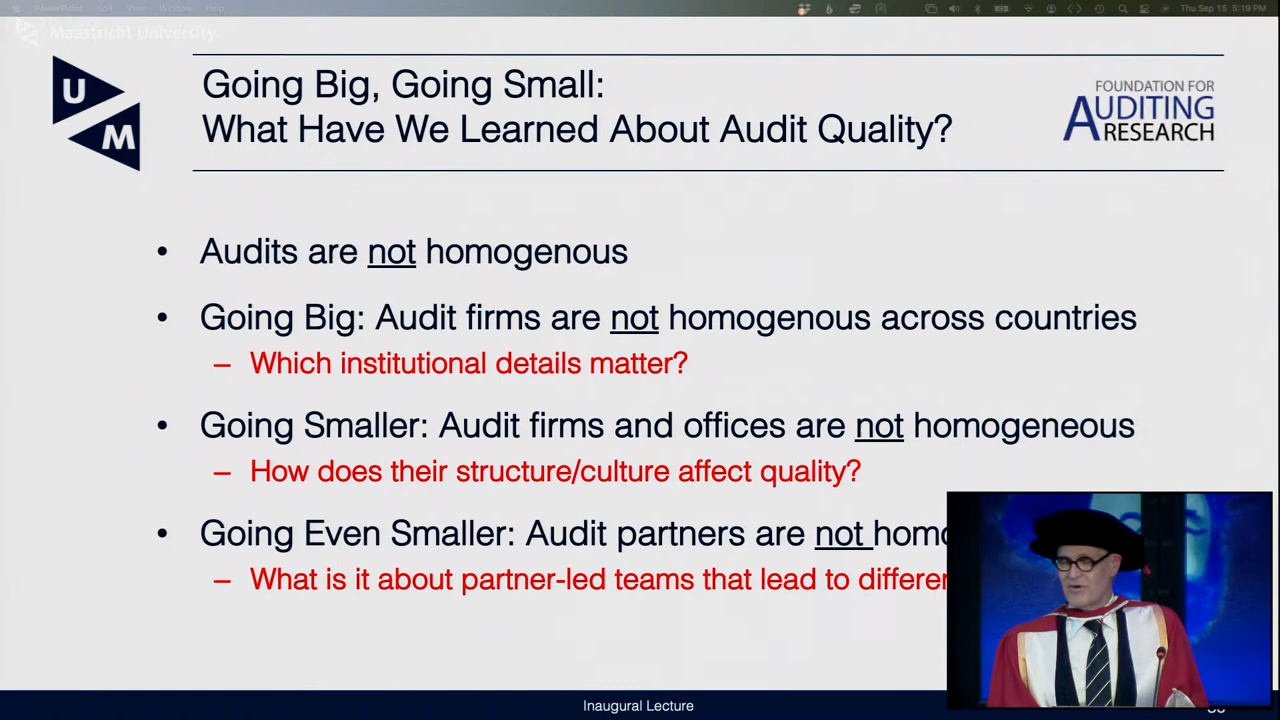 PowerPoint Edit View Window Help
Thu Sep 15 5:19 PM
Maastricht University
U
M
Going Big, Going Small:
What Have We Learned About Audit Quality?
FOUNDATION FOR
AUDITING
RESEARCH
• Audits are not homogenous
• Going Big: Audit firms are not homogenous across countries
– Which institutional details matter?
• Going Smaller: Audit firms and offices are not homogeneous
– How does their structure/culture affect quality?
• Going Even Smaller: Audit partners are not
– What is it about partner-led teams that lead to
Inaugural Lecture